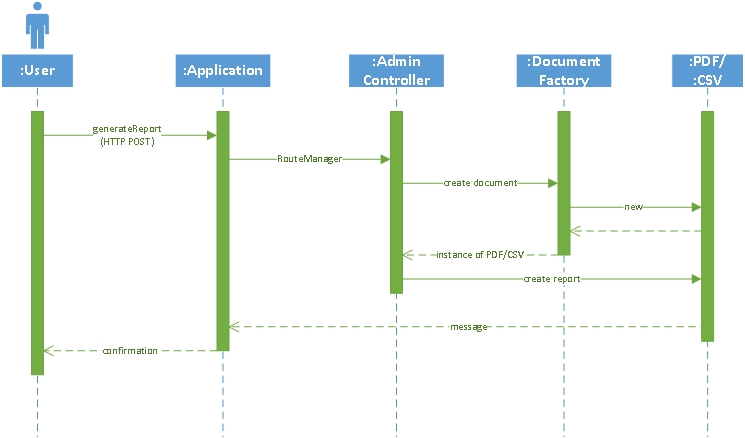 :User
:Application
:Admin
Controller
:Document
Factory
:PDF/
:CSV
generateReport
(HTTP POST)
RouteManager
create document
new
instance of PDF/CSV
create report
message
confirmation